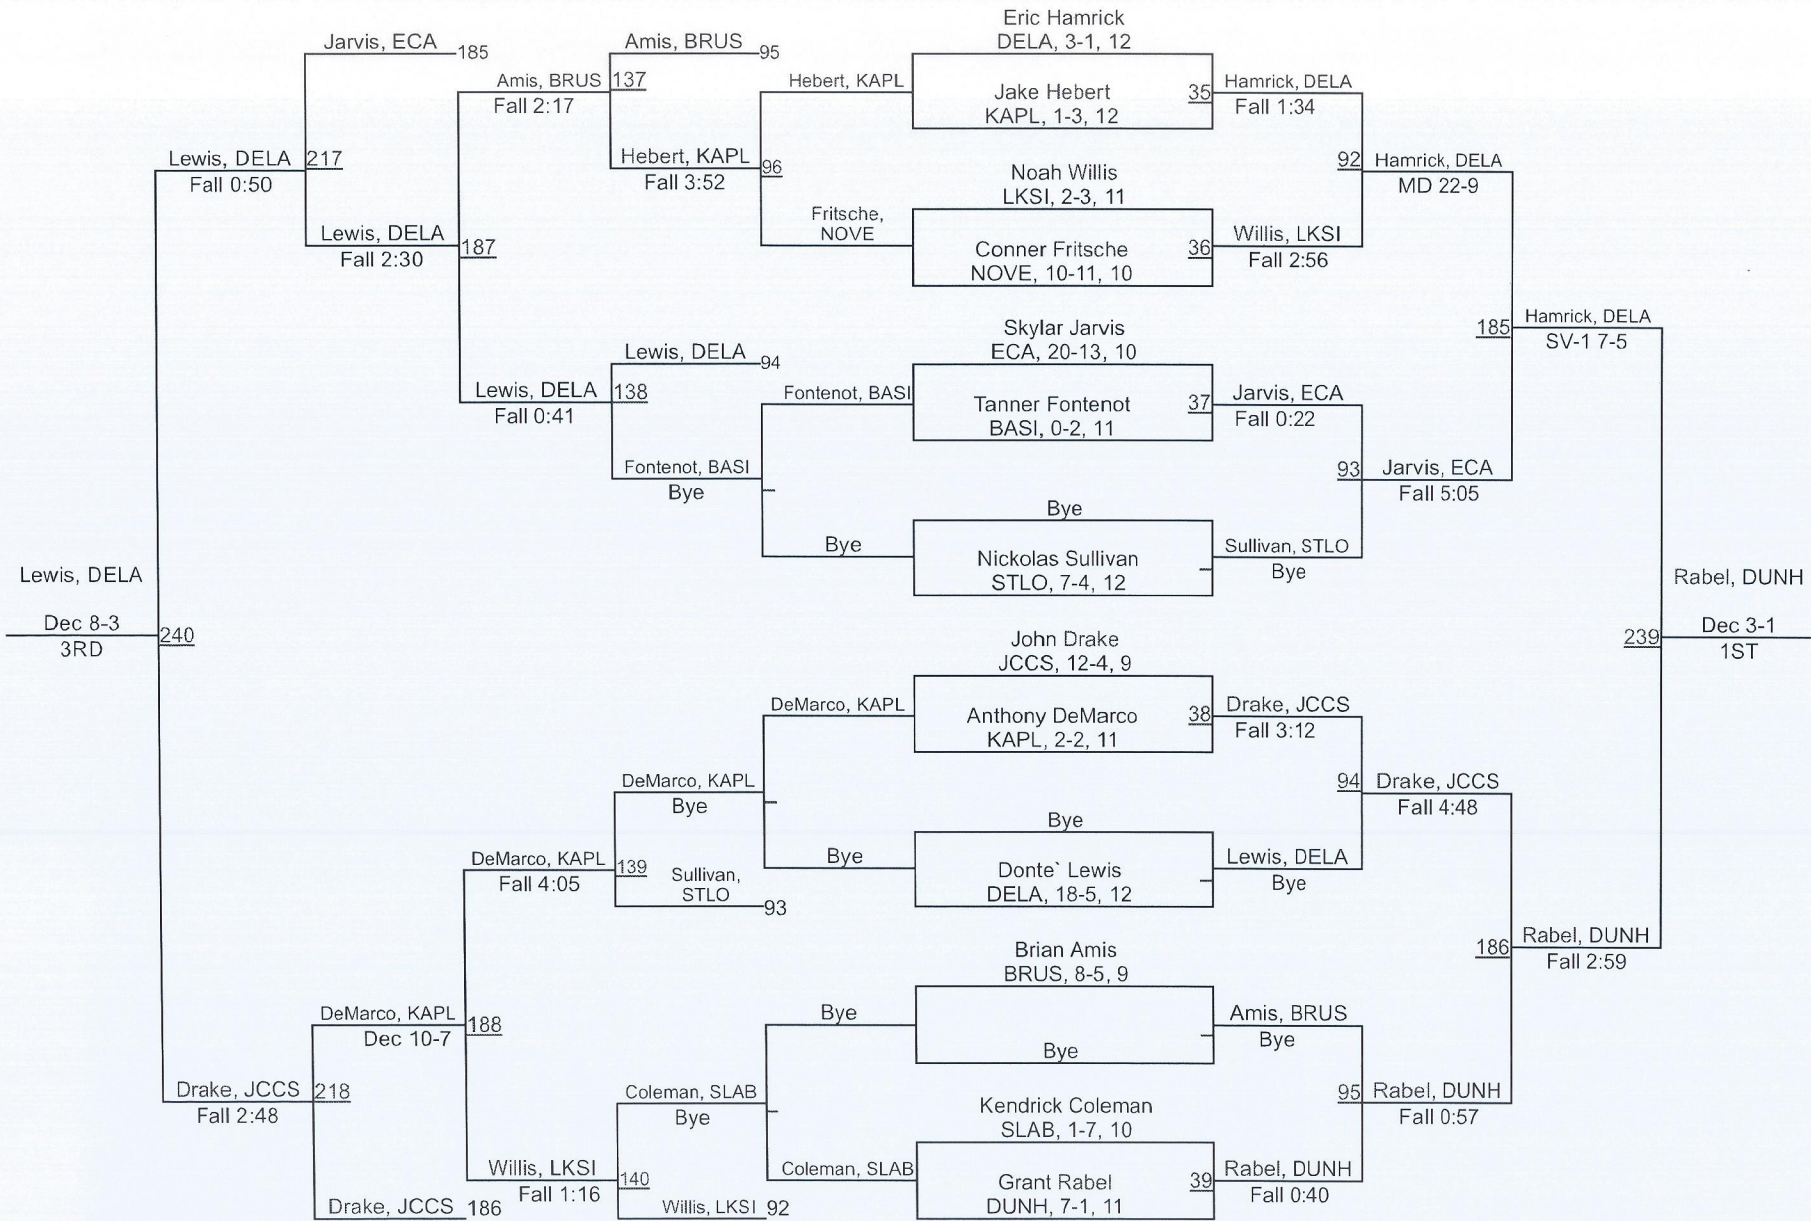 Eric Hamrick
DELA, 3-1, 12
Jake Hebert
KAPL, 1-3, 12
35
Noah Willis
LKSI, 2-3, 11
Conner Fritsche
NOVE, 10-11, 10
36
Skylar Jarvis
ECA, 20-13, 10
Tanner Fontenot
BASI, 0-2, 11
37
Bye
Nickolas Sullivan
STLO, 7-4, 12
John Drake
JCCS, 12-4, 9
Anthony DeMarco
KAPL, 2-2, 11
38
Bye
Donte` Lewis
DELA, 18-5, 12
Brian Amis
BRUS, 8-5, 9
Bye
Kendrick Coleman
SLAB, 1-7, 10
Grant Rabel
DUNH, 7-1, 11
39
Hamrick, DELA
Fall 1:34
92
Willis, LKSI
Fall 2:56
Jarvis, ECA
Fall 0:22
93
Sullivan, STLO
Bye
Drake, JCCS
Fall 3:12
94
Lewis, DELA
Bye
Amis, BRUS
Bye
95
Rabel, DUNH
Fall 0:40
Hamrick, DELA
MD 22-9
185
Jarvis, ECA
Fall 5:05
Drake, JCCS
Fall 4:48
186
Rabel, DUNH
Fall 0:57
Hamrick, DELA
SV-1 7-5
239
Rabel, DUNH
Fall 2:59
Rabel, DUNH
Dec 3-1
1ST
Hebert, KAPL
96
Fritsche,
NOVE
Fontenot, BASI
Bye
DeMarco, KAPL
Bye
Bye
Coleman, SLAB
Amis, BRUS
95
137
Hebert, KAPL
Fall 3:52
Lewis, DELA
94
138
Fontenot, BASI
Bye
DeMarco, KAPL
Bye
139
Sullivan,
STLO
93
Coleman, SLAB
Bye
140
Willis, LKSI
92
Amis, BRUS
Fall 2:17
187
Lewis, DELA
Fall 0:41
DeMarco, KAPL
Fall 4:05
188
Willis, LKSI
Fall 1:16
Jarvis, ECA
185
217
Lewis, DELA
Fall 2:30
DeMarco, KAPL
Dec 10-7
218
Drake, JCCS
186
Lewis, DELA
Fall 0:50
240
Drake, JCCS
Fall 2:48
Lewis, DELA
Dec 8-3
3RD